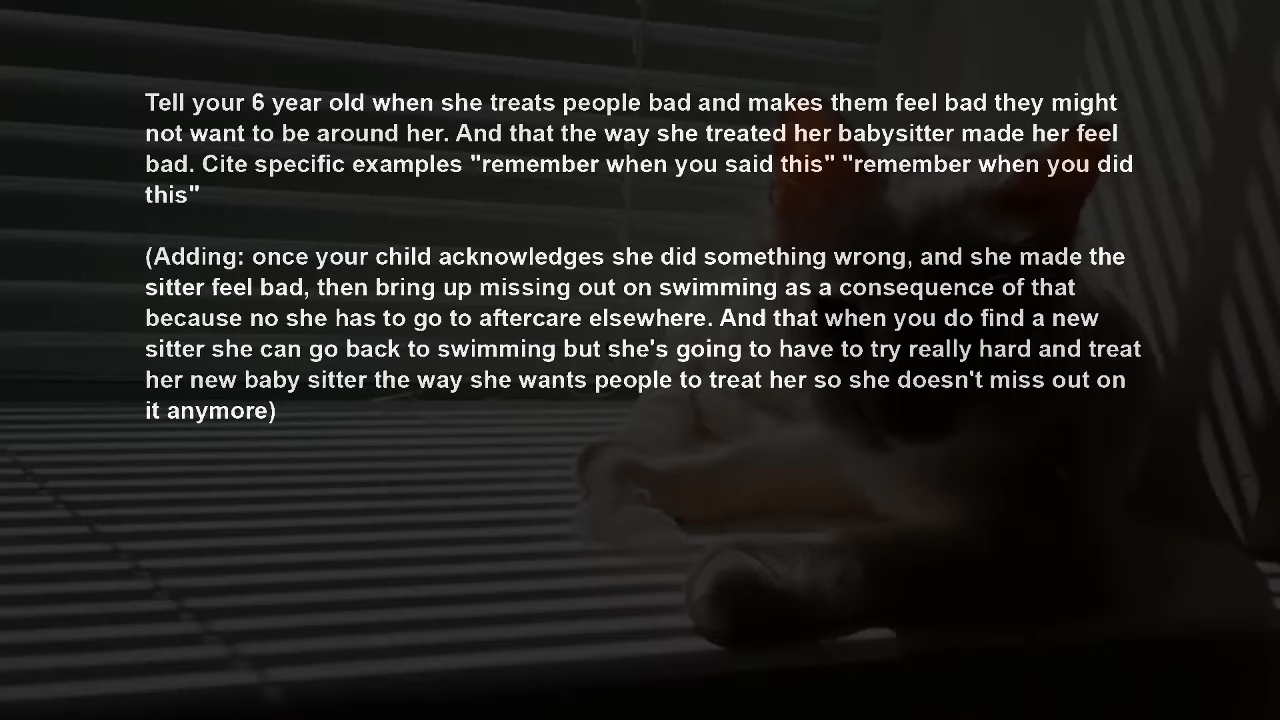 Tell your 6 year old when she treats people bad and makes them feel bad they might
not want to be around her. And that the way she treated her babysitter made her feel
bad. Cite specific examples "remember when you said this" "remember when you did
this"
(Adding: once your child acknowledges she did something wrong, and she made the
sitter feel bad, then bring up missing out on swimming as a consequence of that
because no she has to go to aftercare elsewhere. And that when you do find a new
sitter she can go back to swimming but she's going to have to try really hard and treat
her new baby sitter the way she wants people to treat her so she doesn't miss out on
it anymore)